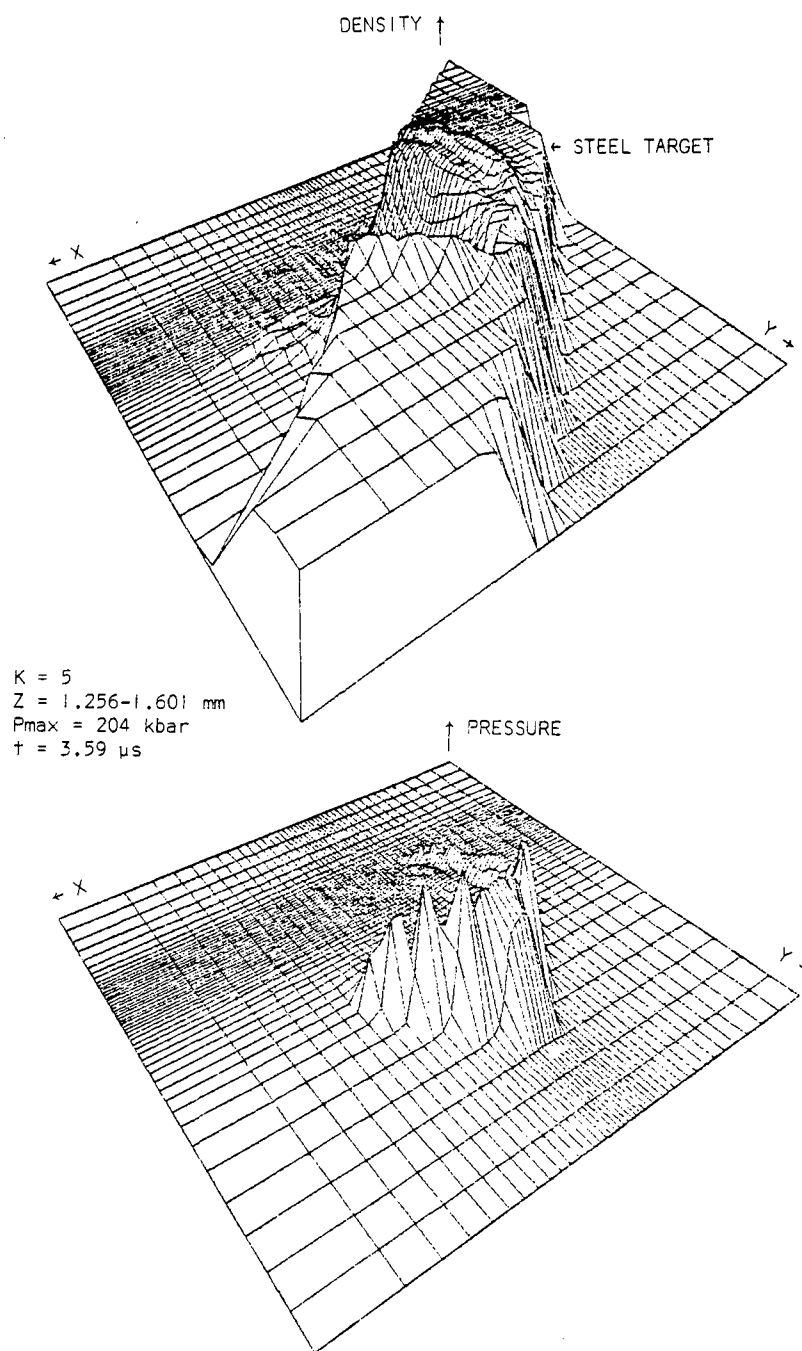 DENSITY ↑
← STEEL TARGET
← X
Y →
K = 5
Z = 1.256-1.601 mm
Pmax = 204 kbar
t = 3.59 µs
↑ PRESSURE
← X
Y →